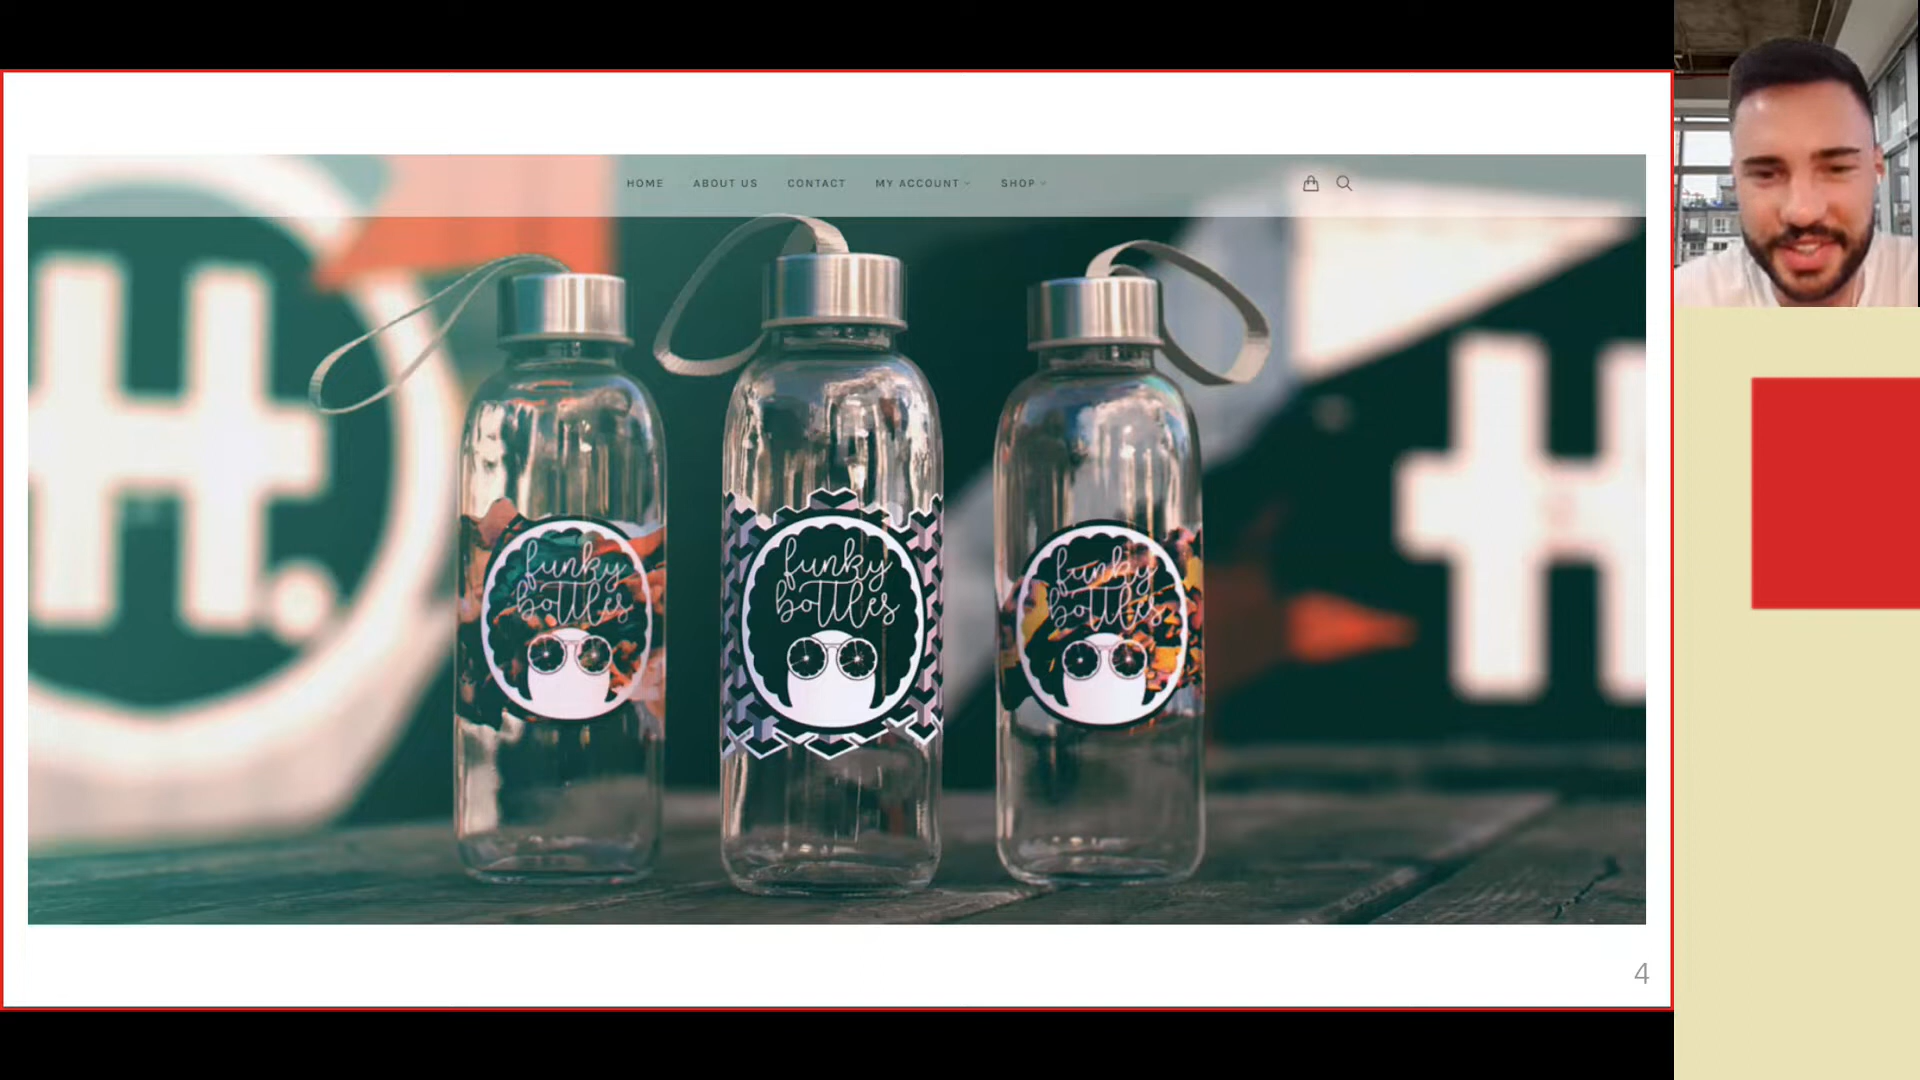 HOME ABOUT US CONTACT MY ACCOUNT SHOP
H.
H
funky
bottles
funky
bottles
funky
bottles
4